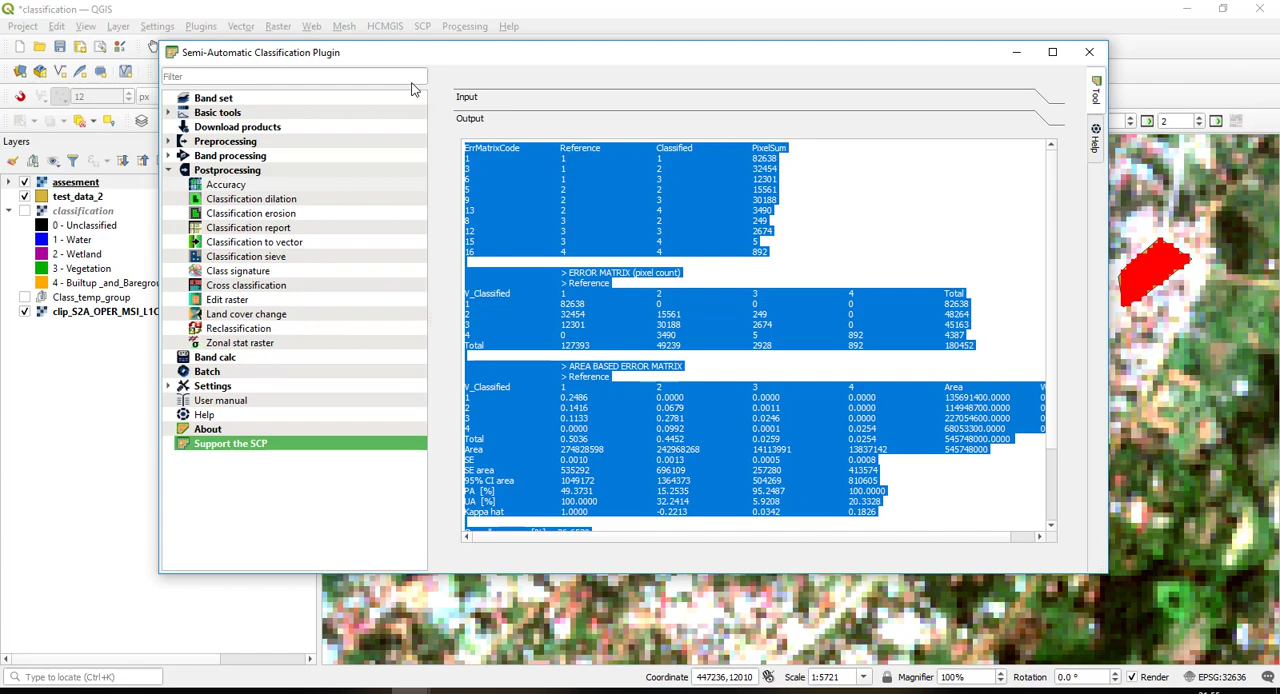 *classification — QGIS
Project Edit View Layer Settings Plugins Vector Raster Web Mesh HCMGIS SCP Processing Help
Semi-Automatic Classification Plugin
Filter
12 px
2
Layers
assesment
test_data_2
classification
0 - Unclassified
1 - Water
2 - Wetland
3 - Vegetation
4 - Builtup _and_Baregrou
Class_temp_group
clip_S2A_OPER_MSI_L1C
Band set
Basic tools
Download products
Preprocessing
Band processing
Postprocessing
Accuracy
Classification dilation
Classification erosion
Classification report
Classification to vector
Classification sieve
Class signature
Cross classification
Edit raster
Land cover change
Reclassification
Zonal stat raster
Band calc
Batch
Settings
User manual
Help
About
Support the SCP
Input
Output
Tool
Help
ErrMatrixCode Reference Classified PixelSum
1 1 1 82638
3 1 2 32454
6 1 3 12301
5 2 2 15561
9 2 3 30188
13 2 4 3490
8 3 2 249
12 3 3 2674
15 3 4 5
16 4 4 892
> ERROR MATRIX (pixel count)
> Reference
V_Classified 1 2 3 4 Total
1 82638 0 0 0 82638
2 32454 15561 249 0 48264
3 12301 30188 2674 0 45163
4 0 3490 5 892 4387
Total 127393 49239 2928 892 180452
> AREA BASED ERROR MATRIX
> Reference
V_Classified 1 2 3 4 Area
1 0.2486 0.0000 0.0000 0.0000 135691400.0000 0
2 0.1416 0.0679 0.0011 0.0000 114948700.0000 0
3 0.1133 0.2781 0.0246 0.0000 227054600.0000 0
4 0.0000 0.0992 0.0001 0.0254 68053300.0000 0
Total 0.5036 0.4452 0.0259 0.0254 545748000.0000
Area 274828598 242968268 14113991 13837142 545748000
SE 0.0010 0.0013 0.0005 0.0008
SE area 535292 696109 257280 413574
95% CI area 1049172 1364373 504269 810605
PA [%] 49.3731 15.2535 95.2487 100.0000
UA [%] 100.0000 32.2414 5.9208 20.3328
Kappa hat 1.0000 -0.2213 0.0342 0.1826
Type to locate (Ctrl+K)
Coordinate 447236,12010 Scale 1:5721 Magnifier 100% Rotation 0.0 ° Render EPSG:32636